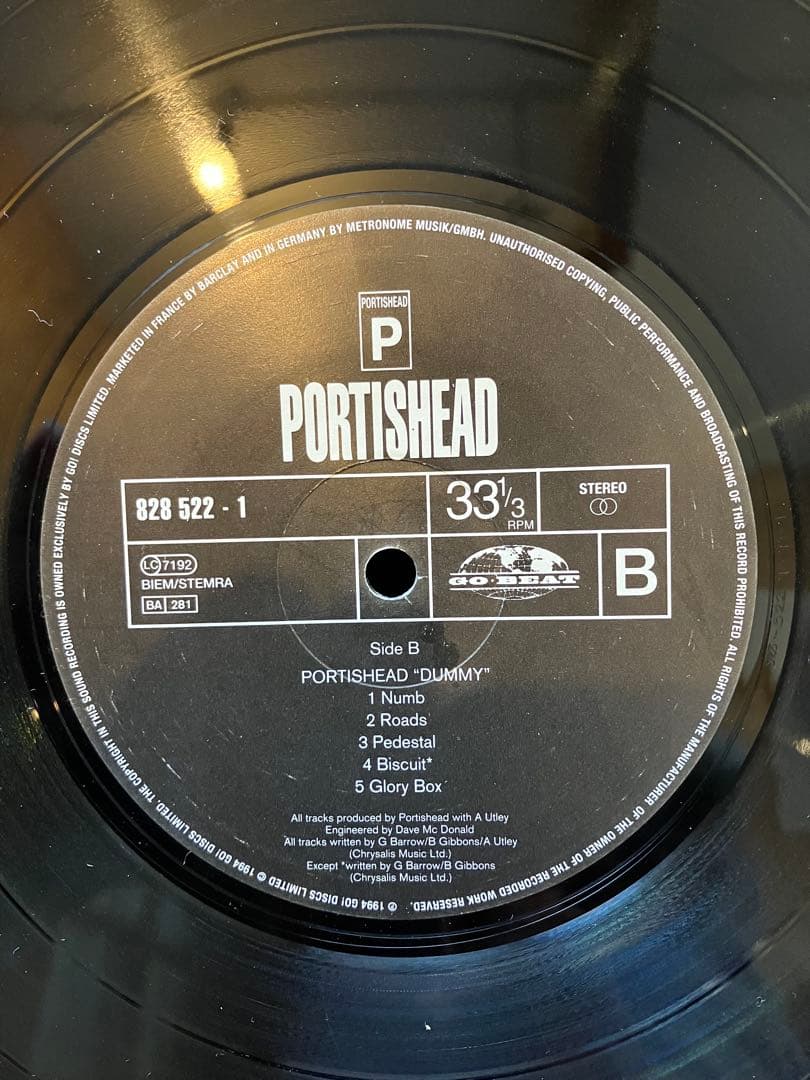 PORTISHEAD
P
PORTISHEAD
828 522 - 1
33 1/3
RPM
STEREO
LC 7192
BIEM/STEMRA
BA 281
GO·BEAT
B
Side B
PORTISHEAD “DUMMY”
1 Numb
2 Roads
3 Pedestal
4 Biscuit*
5 Glory Box
All tracks produced by Portishead with A Utley
Engineered by Dave Mc Donald
All tracks written by G Barrow/B Gibbons/A Utley
(Chrysalis Music Ltd.)
Except *written by G Barrow/B Gibbons
(Chrysalis Music Ltd.)
℗ 1994 GO! DISCS LIMITED © 1994 GO! DISCS LIMITED. THE COPYRIGHT IN THIS SOUND RECORDING IS OWNED EXCLUSIVELY BY GO! DISCS LIMITED. MARKETED IN FRANCE BY BARCLAY AND IN GERMANY BY METRONOME MUSIK/GMBH. UNAUTHORISED COPYING, PUBLIC PERFORMANCE AND BROADCASTING OF THIS RECORD PROHIBITED. ALL RIGHTS OF THE MANUFACTURER OF THE OWNER OF THE RECORDED WORK RESERVED.